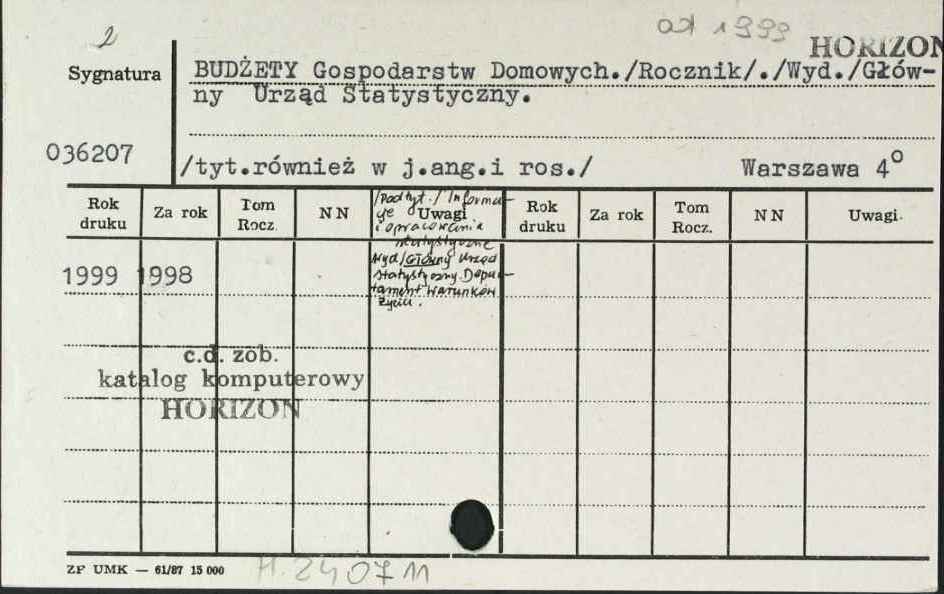 2
od 1999
HORIZON
Sygnatura
BUDŻETY Gospodarstw Domowych./Rocznik/./Wyd./Głów-
ny Urząd Statystyczny.
036207
/tyt.również w j.ang.i ros./
Warszawa 4°
Rok druku Za rok Tom Rocz. N N Uwagi Rok druku Za rok Tom Rocz. N N Uwagi
/Podtyt./ Informa-
cje
i opracowania
statystyczne
Wyd/Główny Urząd
Statystyczny. Depar-
tament Warunków
Życia.
1999 1998
c.d. zob.
katalog komputerowy
HORIZON
ZF UMK — 61/87 15 000
H. 2407 11